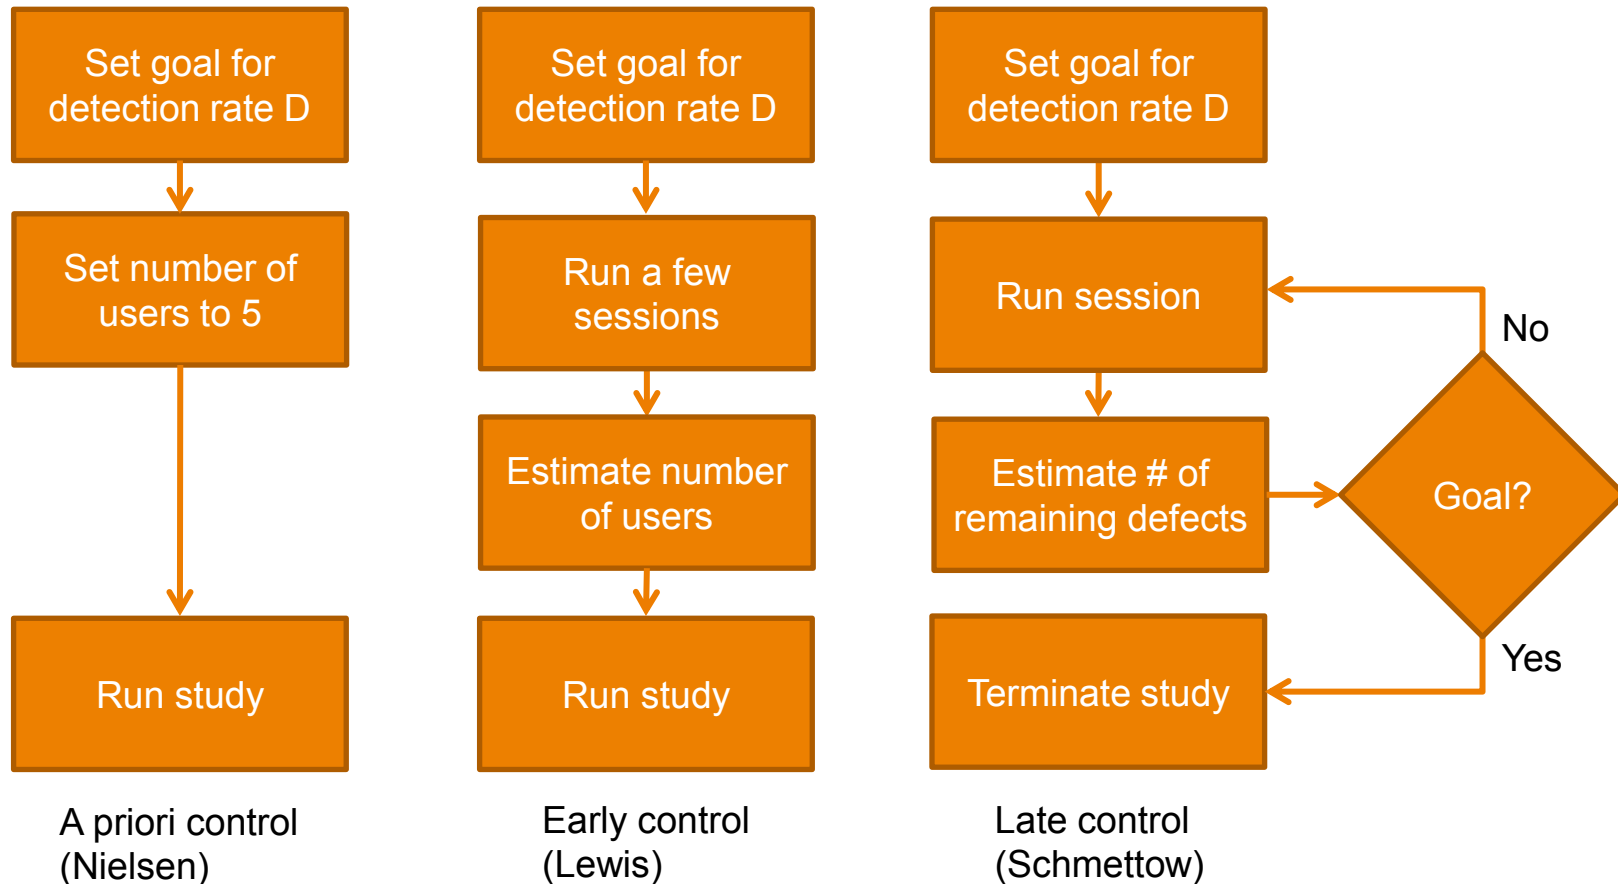 Set goal for
detection rate D
Set number of
users to 5
Run study
A priori control
(Nielsen)
Set goal for
detection rate D
Run a few
sessions
Estimate number
of users
Run study
Early control
(Lewis)
Set goal for
detection rate D
Run session
Estimate # of
remaining defects
Goal?
No
Yes
Terminate study
Late control
(Schmettow)